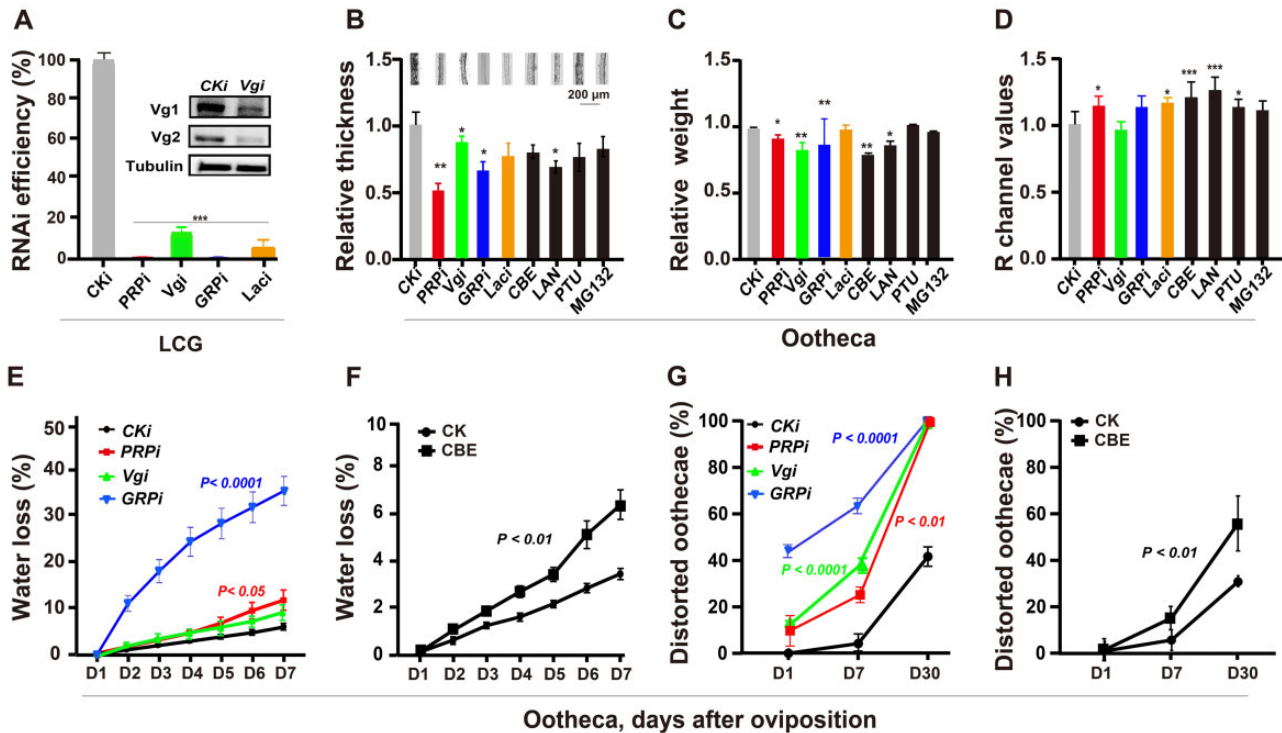 A
RNAi efficiency (%)
100
80
60
40
20
0
CKi Vgi
Vg1
Vg2
Tubulin
***
CKi PRPi Vgi GRPi Laci
LCG
B
Relative thickness
1.5
1.0
0.5
0.0
200 μm
** * * *
CKi PRPi Vgi GRPi Laci CBE LAN PTU MG132
C
Relative weight
1.5
1.0
0.5
0.0
* ** ** ** *
CKi PRPi Vgi GRPi Laci CBE LAN PTU MG132
D
R channel values
1.5
1.0
0.5
0.0
* * *** *** *
CKi PRPi Vgi GRPi Laci CBE LAN PTU MG132
Ootheca
E
Water loss (%)
50
40
30
20
10
0
CKi
PRPi
Vgi
GRPi
P< 0.0001
P< 0.05
D1 D2 D3 D4 D5 D6 D7
F
Water loss (%)
10
8
6
4
2
0
CK
CBE
P < 0.01
D1 D2 D3 D4 D5 D6 D7
G
Distorted oothecae (%)
100
80
60
40
20
0
CKi
PRPi
Vgi
GRPi
P < 0.0001
P < 0.01
P < 0.0001
D1 D7 D30
H
Distorted oothecae (%)
100
80
60
40
20
0
CK
CBE
P < 0.01
D1 D7 D30
Ootheca, days after oviposition